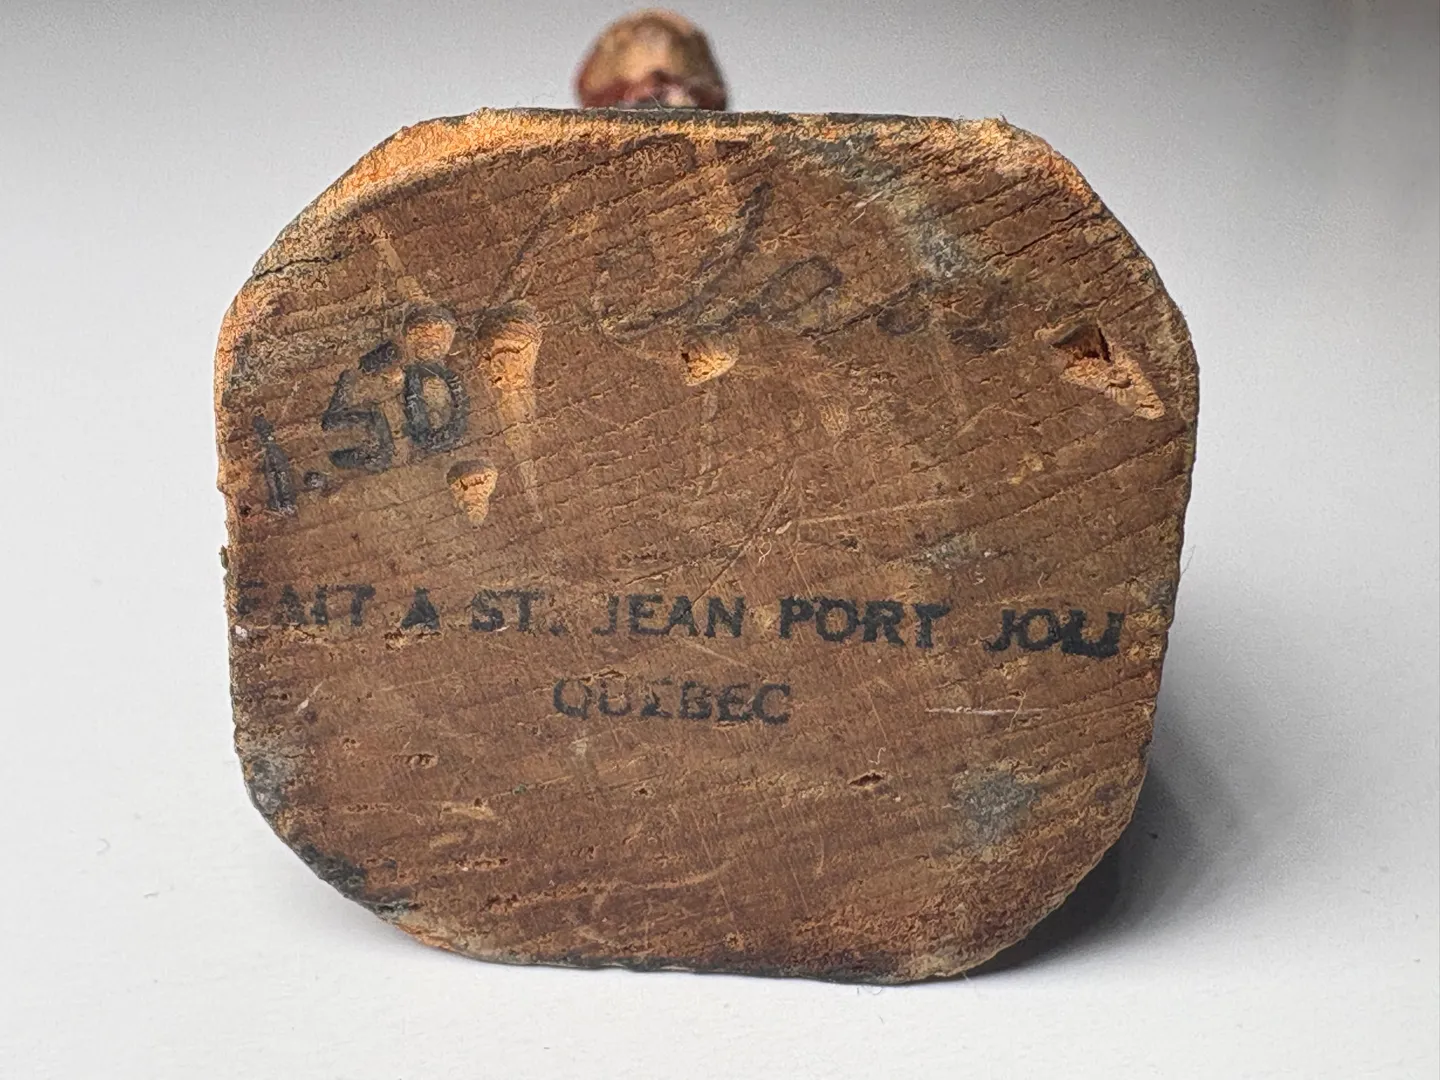 1.50
FAIT A ST. JEAN PORT JOLI
QUEBEC